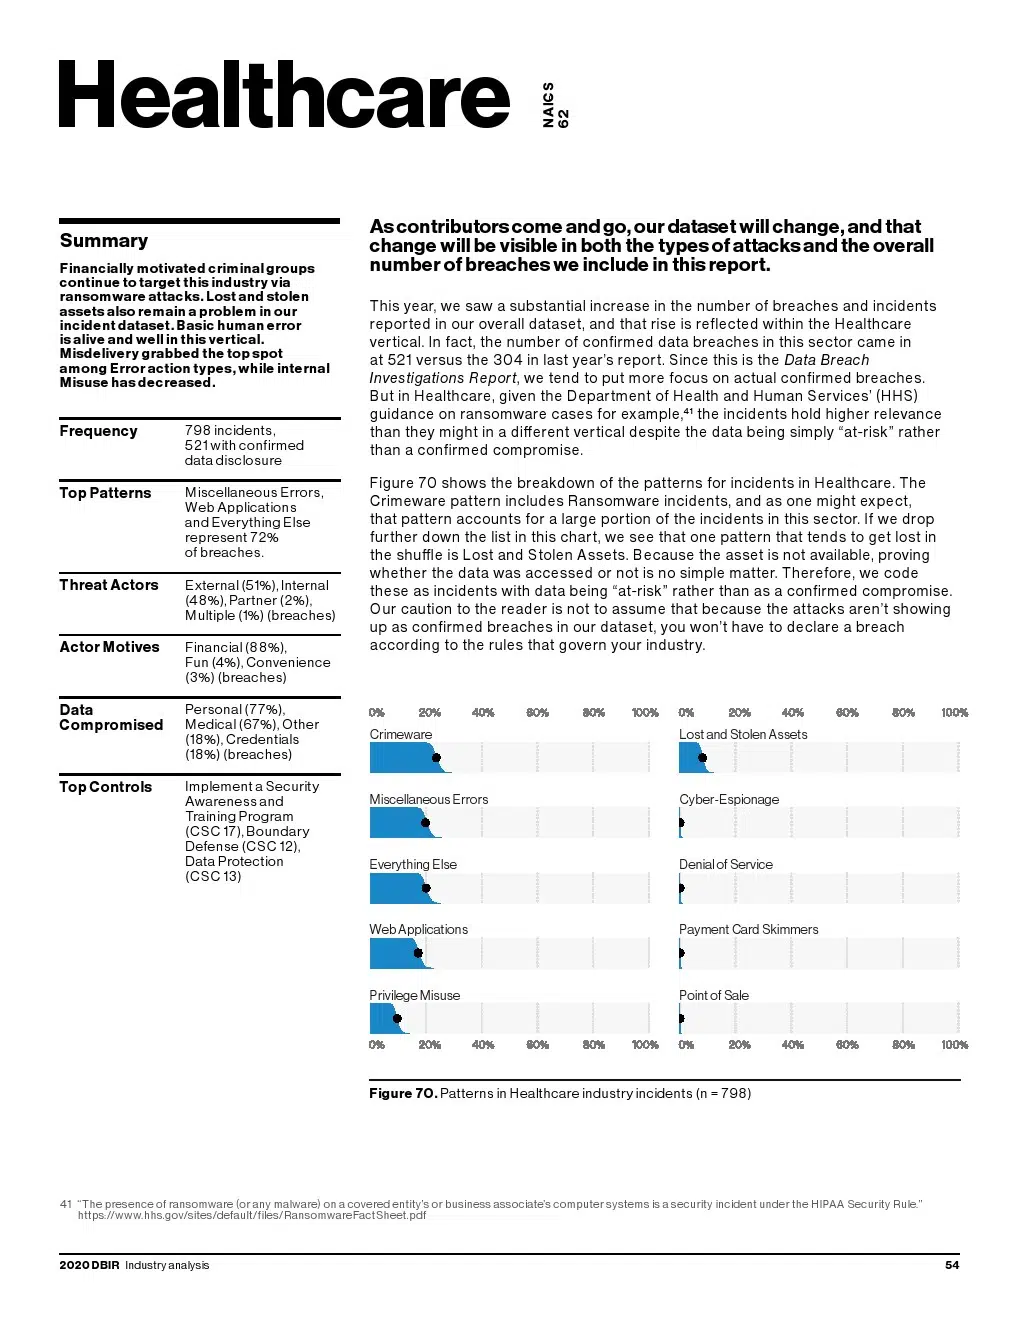 Healthcare
NAICS
62
Summary
Financially motivated criminal groups
continue to target this industry via
ransomware attacks. Lost and stolen
assets also remain a problem in our
incident dataset. Basic human error
is alive and well in this vertical.
Misdelivery grabbed the top spot
among Error action types, while internal
Misuse has decreased.
Frequency
798 incidents,
521 with confirmed
data disclosure
Top Patterns
Miscellaneous Errors,
Web Applications
and Everything Else
represent 72%
of breaches.
Threat Actors
External (51%), Internal
(48%), Partner (2%),
Multiple (1%) (breaches)
Actor Motives
Financial (88%),
Fun (4%), Convenience
(3%) (breaches)
Data
Compromised
Personal (77%),
Medical (67%), Other
(18%), Credentials
(18%) (breaches)
Top Controls
Implement a Security
Awareness and
Training Program
(CSC 17), Boundary
Defense (CSC 12),
Data Protection
(CSC 13)
As contributors come and go, our dataset will change, and that
change will be visible in both the types of attacks and the overall
number of breaches we include in this report.
This year, we saw a substantial increase in the number of breaches and incidents
reported in our overall dataset, and that rise is reflected within the Healthcare
vertical. In fact, the number of confirmed data breaches in this sector came in
at 521 versus the 304 in last year's report. Since this is the Data Breach
Investigations Report, we tend to put more focus on actual confirmed breaches.
But in Healthcare, given the Department of Health and Human Services' (HHS)
guidance on ransomware cases for example,⁴¹ the incidents hold higher relevance
than they might in a different vertical despite the data being simply “at-risk” rather
than a confirmed compromise.
Figure 70 shows the breakdown of the patterns for incidents in Healthcare. The
Crimeware pattern includes Ransomware incidents, and as one might expect,
that pattern accounts for a large portion of the incidents in this sector. If we drop
further down the list in this chart, we see that one pattern that tends to get lost in
the shuffle is Lost and Stolen Assets. Because the asset is not available, proving
whether the data was accessed or not is no simple matter. Therefore, we code
these as incidents with data being “at-risk” rather than as a confirmed compromise.
Our caution to the reader is not to assume that because the attacks aren't showing
up as confirmed breaches in our dataset, you won't have to declare a breach
according to the rules that govern your industry.
0% 20% 40% 60% 80% 100% 0% 20% 40% 60% 80% 100%
Crimeware
Lost and Stolen Assets
Miscellaneous Errors
Cyber-Espionage
Everything Else
Denial of Service
Web Applications
Payment Card Skimmers
Privilege Misuse
Point of Sale
0% 20% 40% 60% 80% 100% 0% 20% 40% 60% 80% 100%
Figure 70. Patterns in Healthcare industry incidents (n = 798)
41 “The presence of ransomware (or any malware) on a covered entity's or business associate's computer systems is a security incident under the HIPAA Security Rule.”
https://www.hhs.gov/sites/default/files/RansomwareFactSheet.pdf
2020 DBIR Industry analysis
54